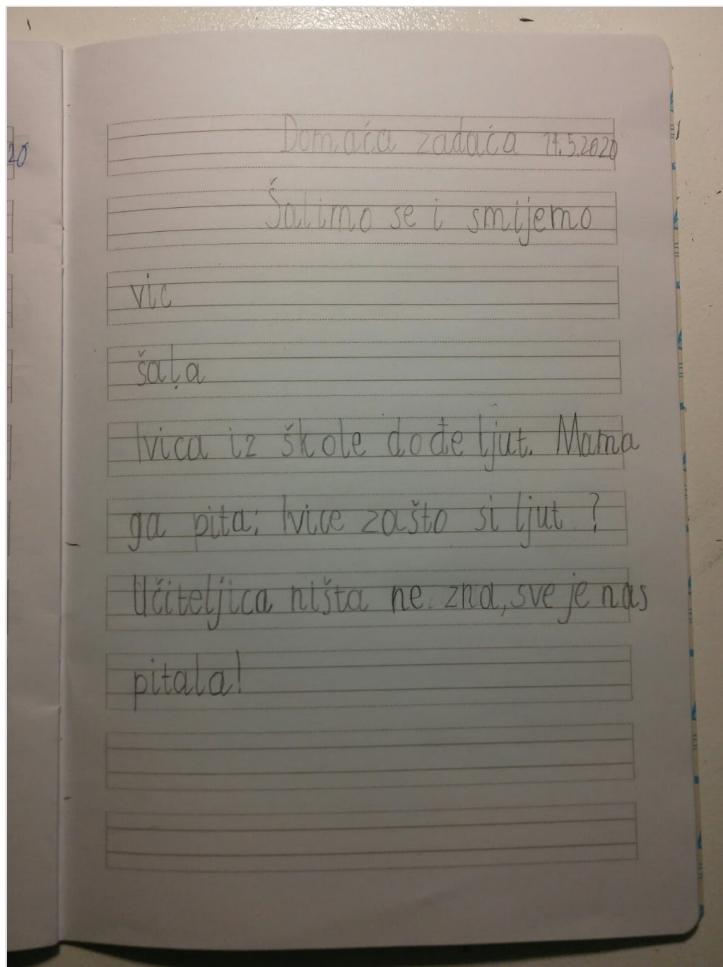 Domaća zadaća 14.5.2020
Šalimo se i smijemo
vic
šala
Ivica iz škole dođe ljut. Mama
ga pita: Ivice zašto si ljut ?
Učiteljica ništa ne zna, sve je nas
pitala!
20